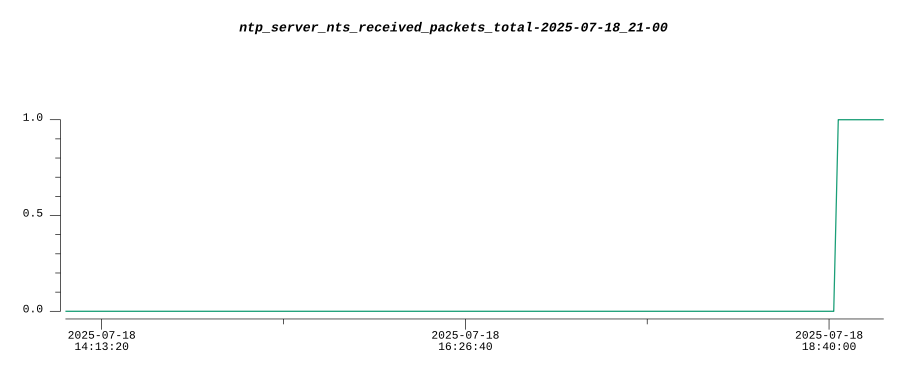 ntp_server_nts_received_packets_total-2025-07-18_21-00
1.0
0.5
0.0
2025-07-18 2025-07-18 2025-07-18
14:13:20 16:26:40 18:40:00